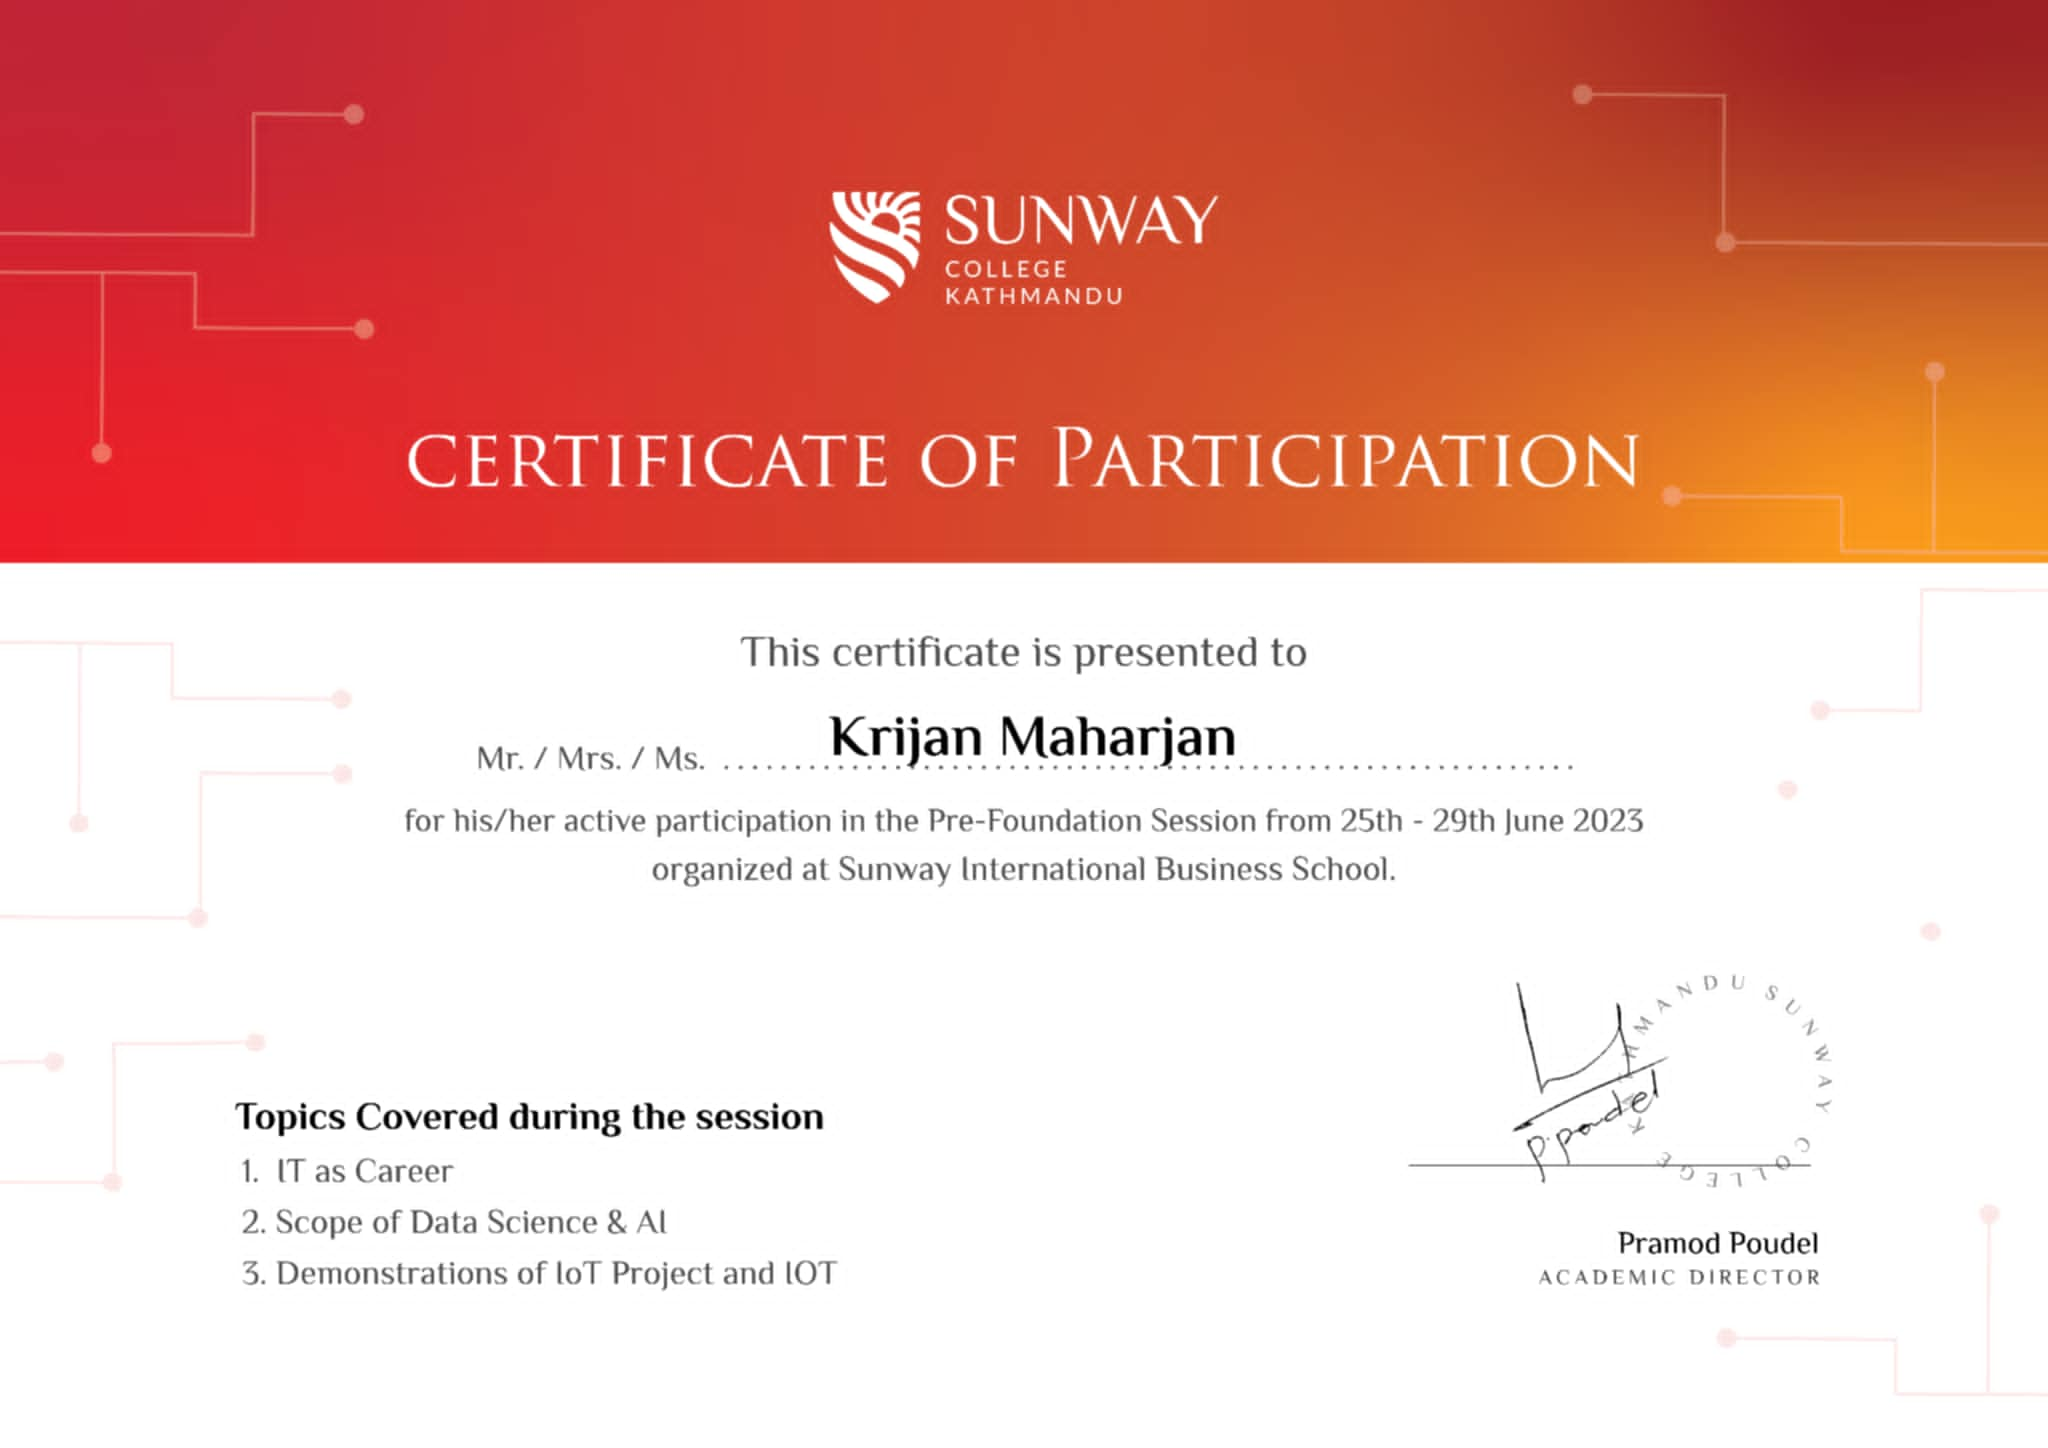 SUNWAY
COLLEGE
KATHMANDU
CERTIFICATE OF PARTICIPATION
This certificate is presented to
Mr. / Mrs. / Ms. Krijan Maharjan
for his/her active participation in the Pre-Foundation Session from 25th - 29th June 2023
organized at Sunway International Business School.
Topics Covered during the session
1. IT as Career
2. Scope of Data Science & AI
3. Demonstrations of IoT Project and IOT
P.poudel
KATHMANDU SUNWAY COLLEGE
Pramod Poudel
ACADEMIC DIRECTOR